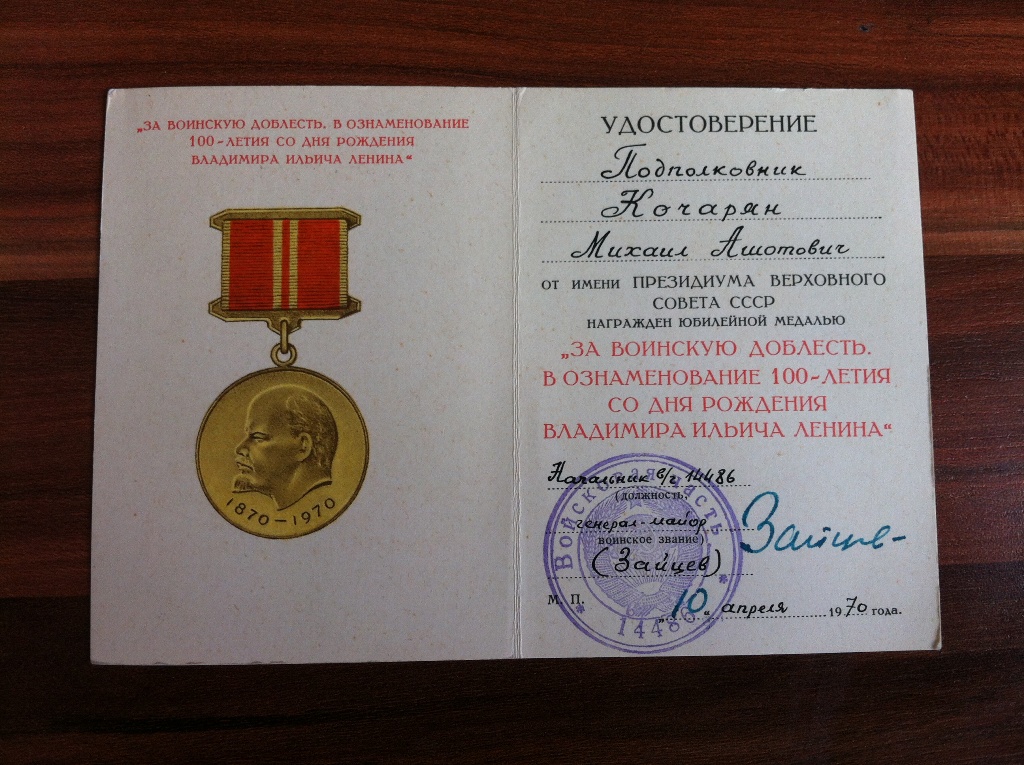 „ЗА ВОИНСКУЮ ДОБЛЕСТЬ. В ОЗНАМЕНОВАНИЕ
100-ЛЕТИЯ СО ДНЯ РОЖДЕНИЯ
ВЛАДИМИРА ИЛЬИЧА ЛЕНИНА“
1870-1970
УДОСТОВЕРЕНИЕ
Подполковник
Кочарян
Михаил Ашотович
ОТ ИМЕНИ ПРЕЗИДИУМА ВЕРХОВНОГО
СОВЕТА СССР
НАГРАЖДЕН ЮБИЛЕЙНОЙ МЕДАЛЬЮ
„ЗА ВОИНСКУЮ ДОБЛЕСТЬ.
В ОЗНАМЕНОВАНИЕ 100-ЛЕТИЯ
СО ДНЯ РОЖДЕНИЯ
ВЛАДИМИРА ИЛЬИЧА ЛЕНИНА“
Начальник в/ч 14486
(должность,
генерал-майор
воинское звание)
(Зайцев)
Зайцев
М. П.
„10“ апреля 1970 года.
Войсковая часть
* 14486 *